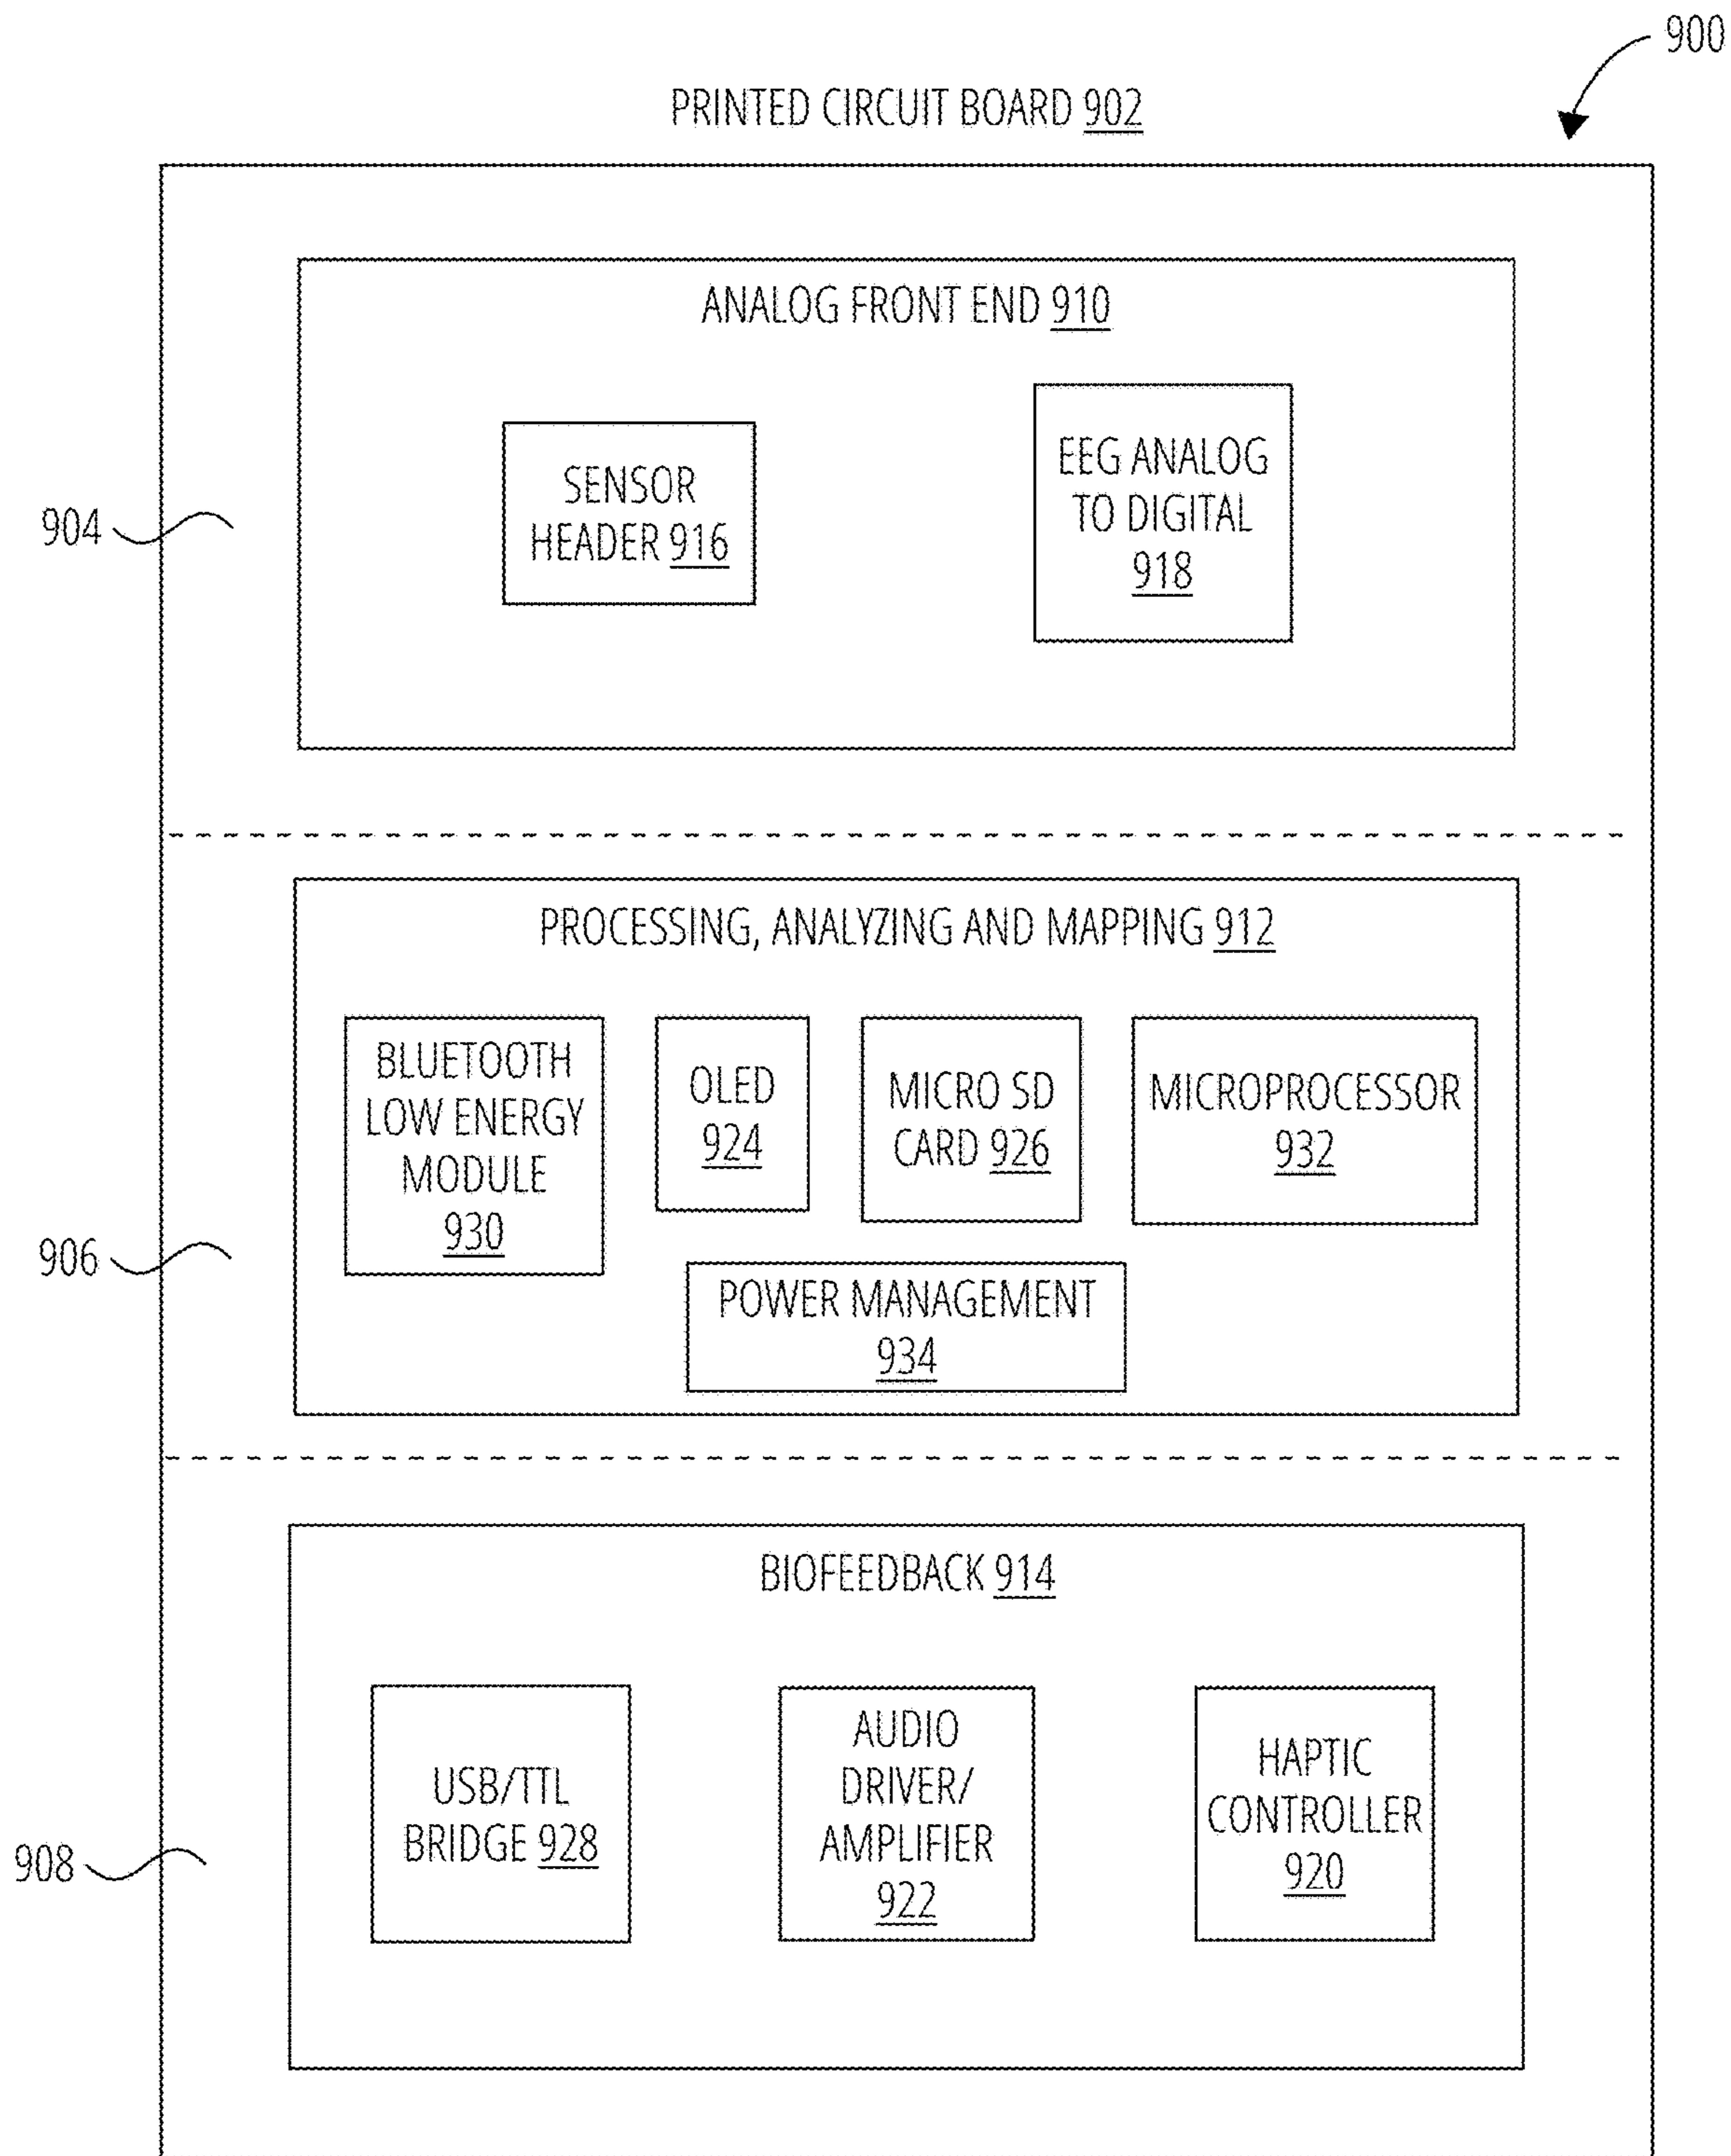 900
PRINTED CIRCUIT BOARD 902
ANALOG FRONT END 910
SENSOR
HEADER 916
EEG ANALOG
TO DIGITAL
918
904
PROCESSING, ANALYZING AND MAPPING 912
BLUETOOTH
LOW ENERGY
MODULE
930
OLED
924
MICRO SD
CARD 926
MICROPROCESSOR
932
906
POWER MANAGEMENT
934
BIOFEEDBACK 914
USB/TTL
BRIDGE 928
AUDIO
DRIVER/
AMPLIFIER
922
HAPTIC
CONTROLLER
920
908